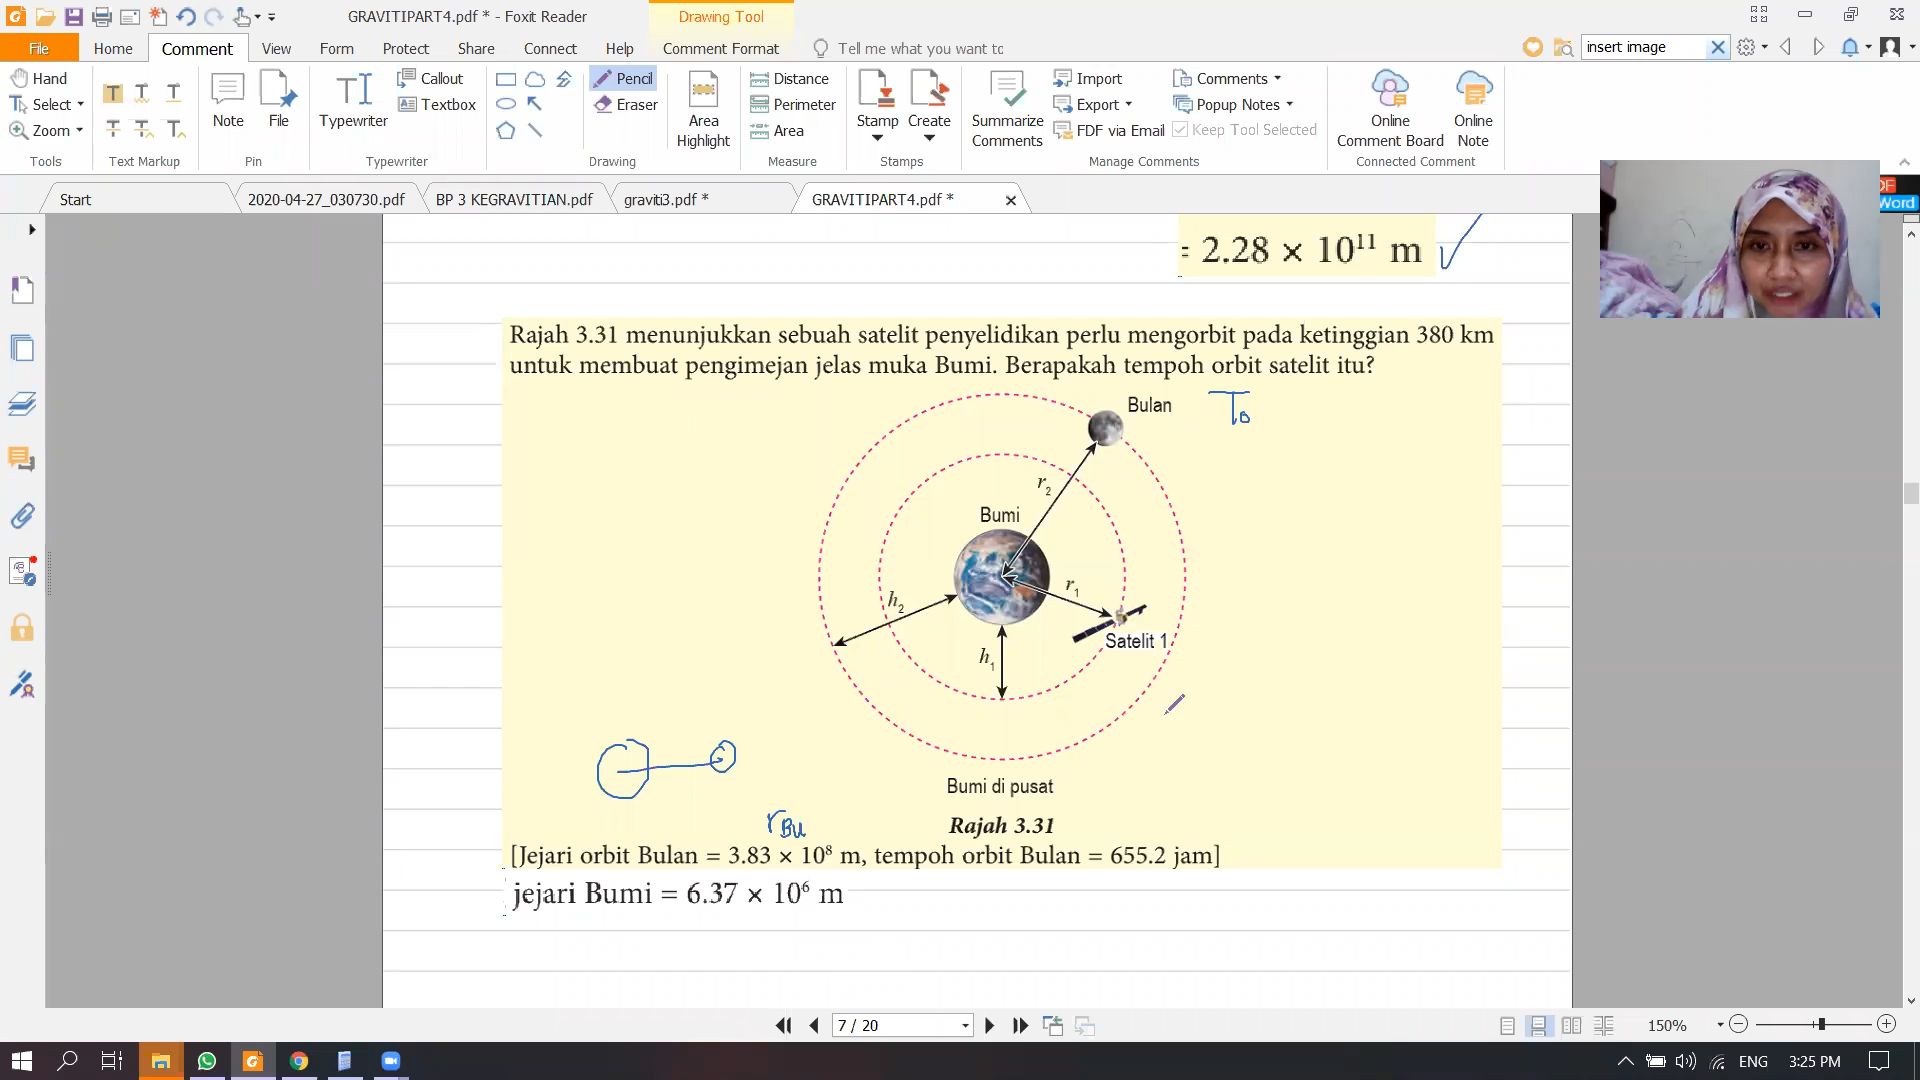 GRAVITIPART4.pdf * - Foxit Reader
Drawing Tool
File
Home
Comment
View
Form
Protect
Share
Connect
Help
Comment Format
Tell me what you want to
insert image
Hand
Select
Zoom
Tools
Text Markup
Note
File
Pin
Typewriter
Callout
Textbox
Typewriter
Pencil
Eraser
Drawing
Area
Highlight
Distance
Perimeter
Area
Measure
Stamp
Create
Stamps
Summarize
Comments
Import
Export
FDF via Email
Comments
Popup Notes
Keep Tool Selected
Manage Comments
Online
Comment Board
Online
Note
Connected Comment
Start
2020-04-27_030730.pdf
BP 3 KEGRAVITIAN.pdf
graviti3.pdf *
GRAVITIPART4.pdf *
DF
Word
= 2.28 × 10¹¹ m
Rajah 3.31 menunjukkan sebuah satelit penyelidikan perlu mengorbit pada ketinggian 380 km
untuk membuat pengimejan jelas muka Bumi. Berapakah tempoh orbit satelit itu?
Bulan
r₂
Bumi
r₁
h₂
Satelit 1
h₁
Bumi di pusat
r Bu
Rajah 3.31
[Jejari orbit Bulan = 3.83 × 10⁸ m, tempoh orbit Bulan = 655.2 jam]
jejari Bumi = 6.37 × 10⁶ m
7 / 20
150%
ENG
3:25 PM